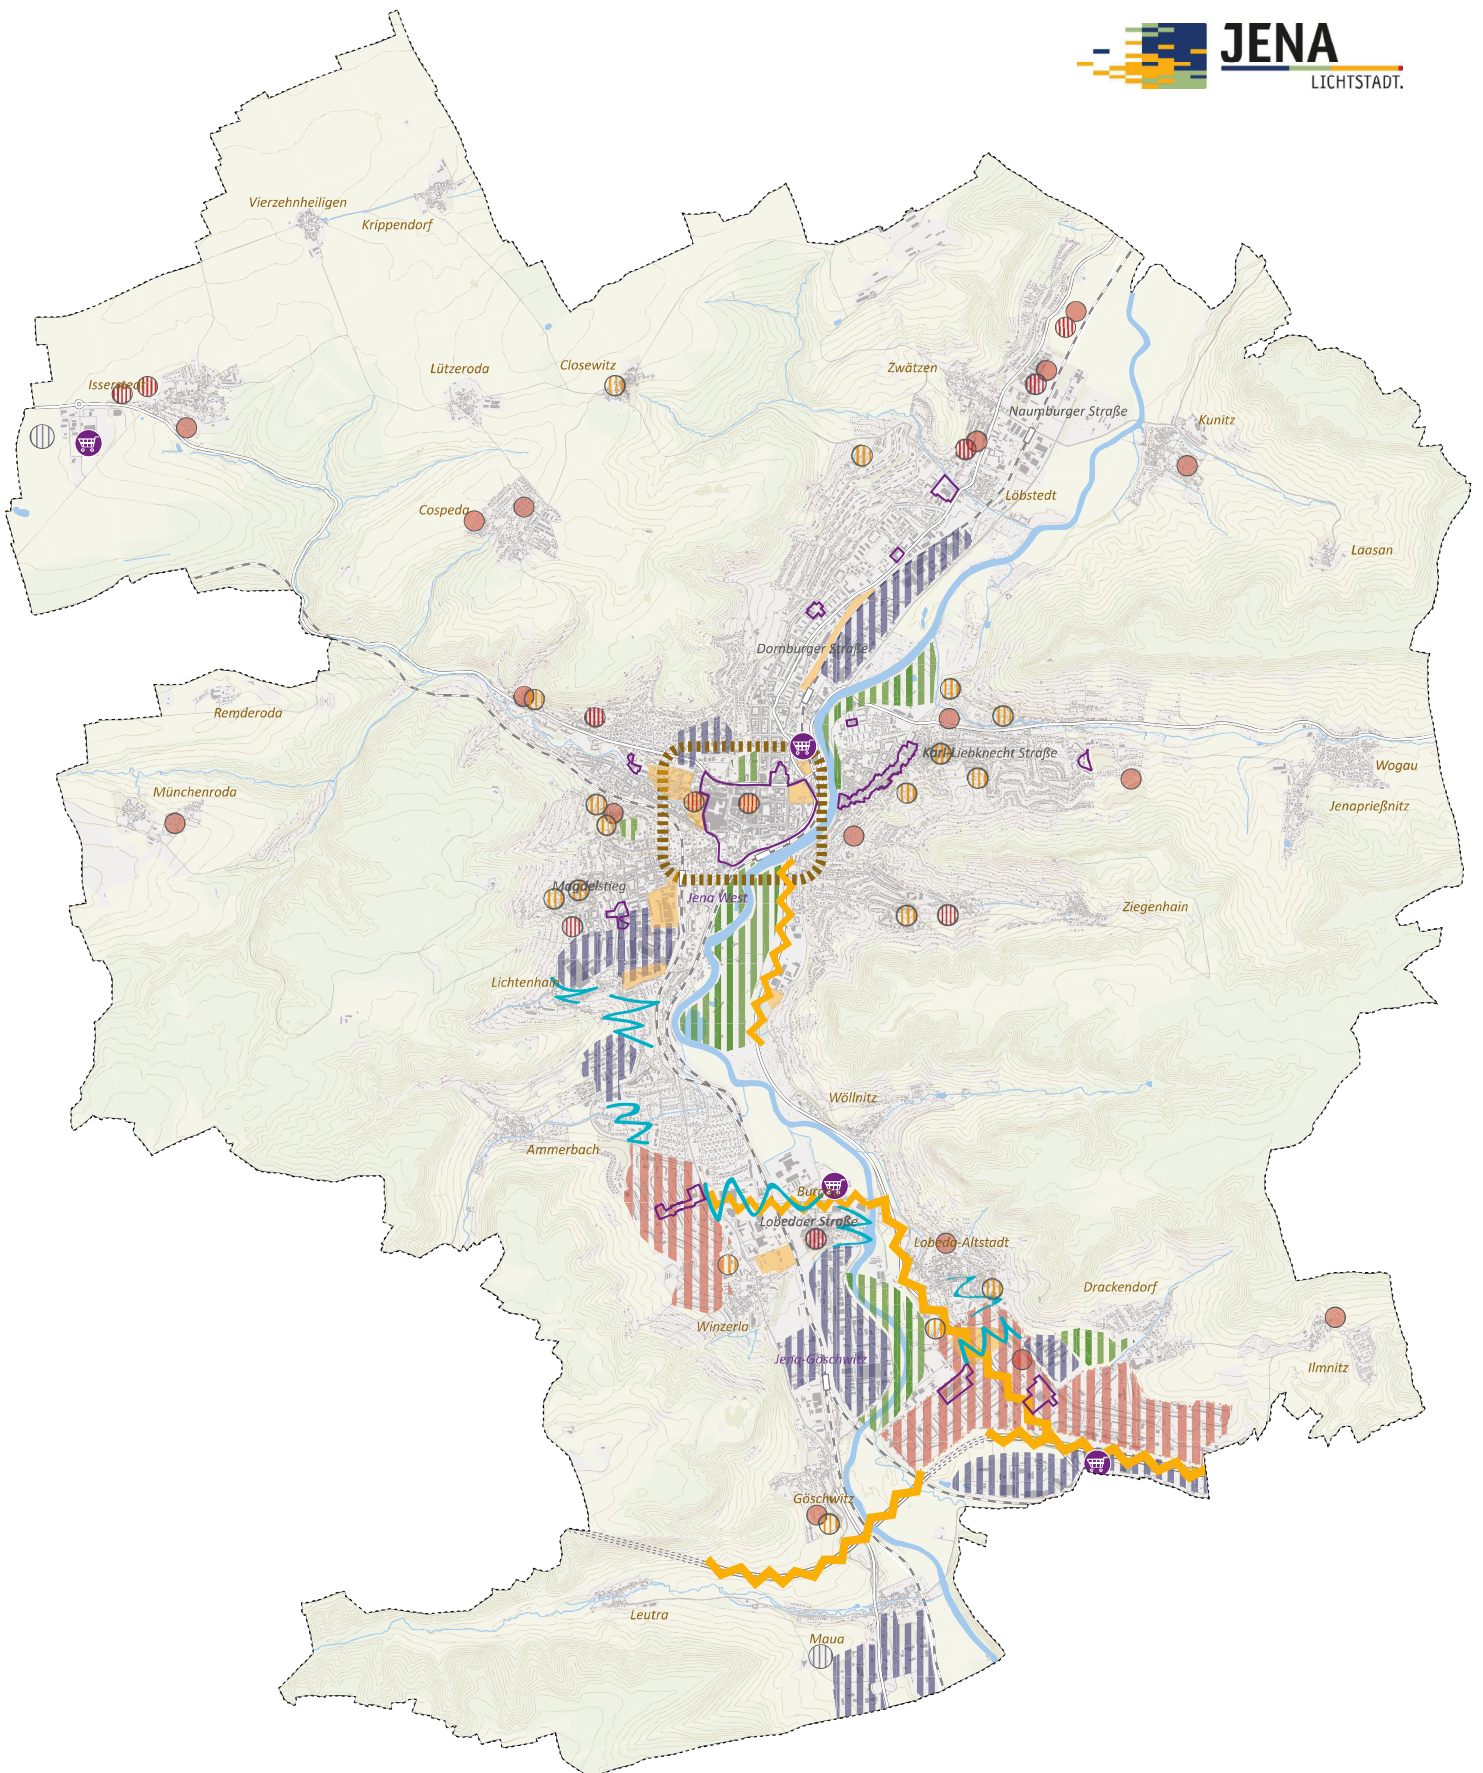 JENA
LICHTSTADT.
Vierzehnheiligen
Krippendorf
Isserstedt
Lützeroda
Closewitz
Zwätzen
Naumburger Straße
Kunitz
Cospeda
Löbstedt
Laasan
Dornburger Straße
Remderoda
Karl-Liebknecht Straße
Wogau
Münchenroda
Jenaprießnitz
Magdelstieg
Jena West
Ziegenhain
Lichtenhain
Wöllnitz
Ammerbach
Lobedaer Straße
Lobeda-Altstadt
Drackendorf
Winzerla
Jena-Göschwitz
Ilmnitz
Göschwitz
Leutra
Maua